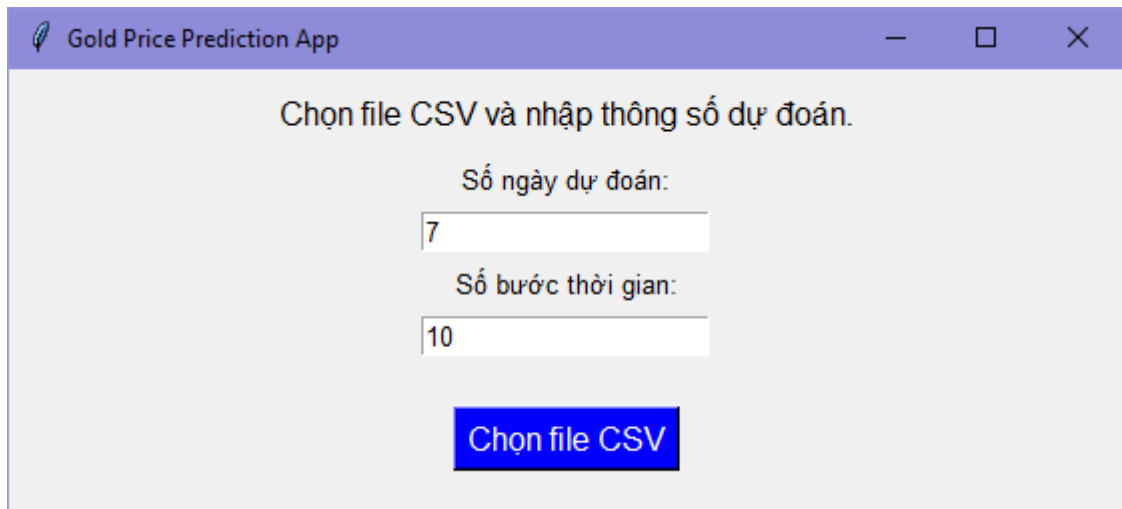 Gold Price Prediction App
Chọn file CSV và nhập thông số dự đoán.
Số ngày dự đoán:
7
Số bước thời gian:
10
Chọn file CSV